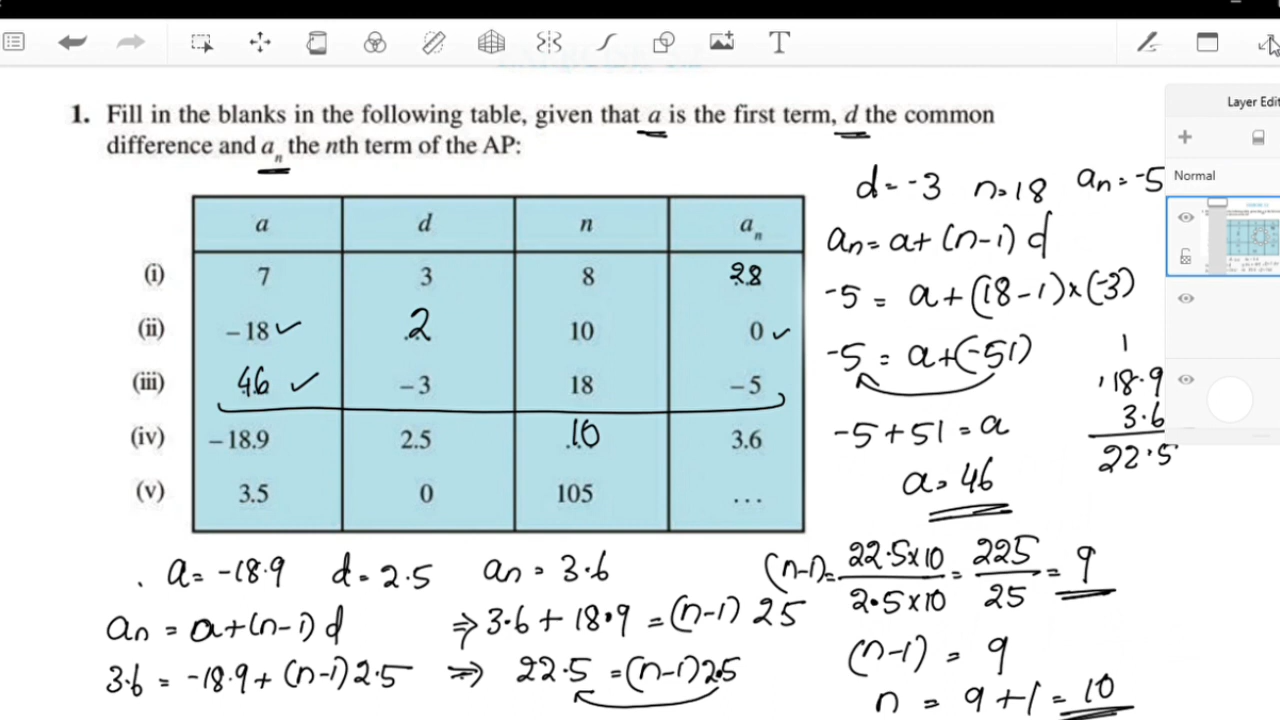 Layer Edit
Normal
1. Fill in the blanks in the following table, given that a is the first term, d the common
difference and aₙ the nth term of the AP:
a d n aₙ
(i) 7 3 8 28
(ii) – 18 ✓ 2 10 0 ✓
(iii) 46 ✓ – 3 18 – 5
(iv) – 18.9 2.5 10 3.6
(v) 3.5 0 105 . . .
d = -3 n = 18 an = -5
an = a + (n-1) d
-5 = a + (18-1) x (-3)
-5 = a + (-51)
-5 + 51 = a
a = 46
1
18.9
3.6
22.5
a = -18.9 d = 2.5 an = 3.6
an = a + (n-1) d
3.6 = -18.9 + (n-1) 2.5
⇒ 3.6 + 18.9 = (n-1) 25
⇒ 22.5 = (n-1) 2.5
(n-1) = 22.5 x 10 / 2.5 x 10 = 225 / 25 = 9
(n-1) = 9
n = 9 + 1 = 10